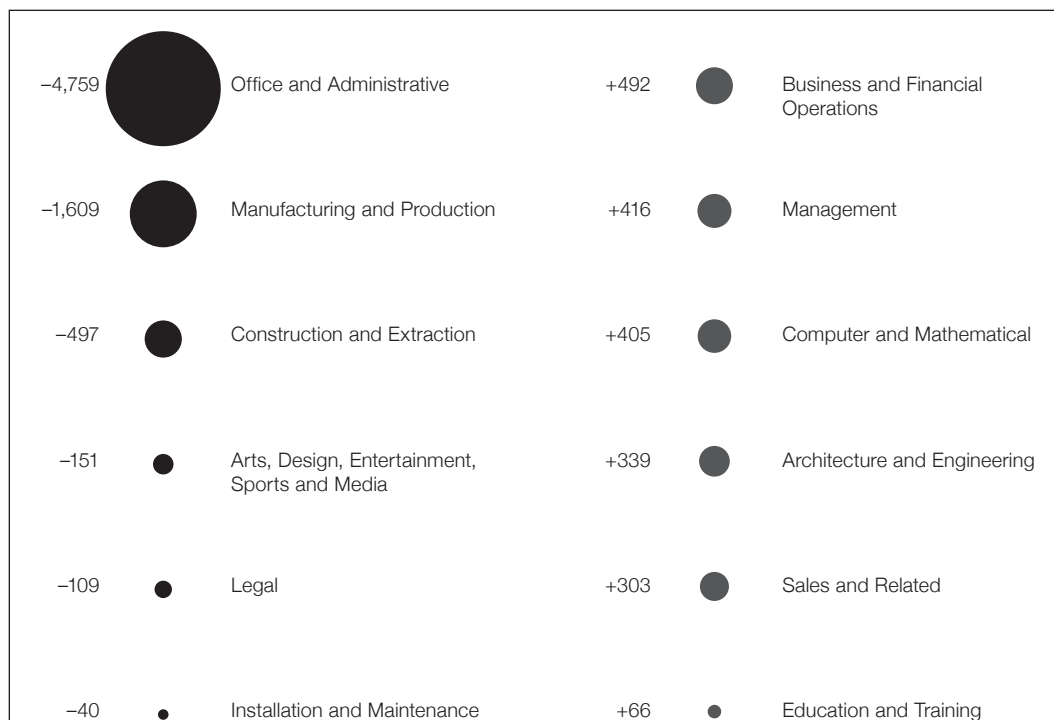 –4,759 Office and Administrative
+492 Business and Financial
Operations
–1,609 Manufacturing and Production
+416 Management
–497 Construction and Extraction
+405 Computer and Mathematical
–151 Arts, Design, Entertainment,
Sports and Media
+339 Architecture and Engineering
–109 Legal
+303 Sales and Related
–40 Installation and Maintenance
+66 Education and Training